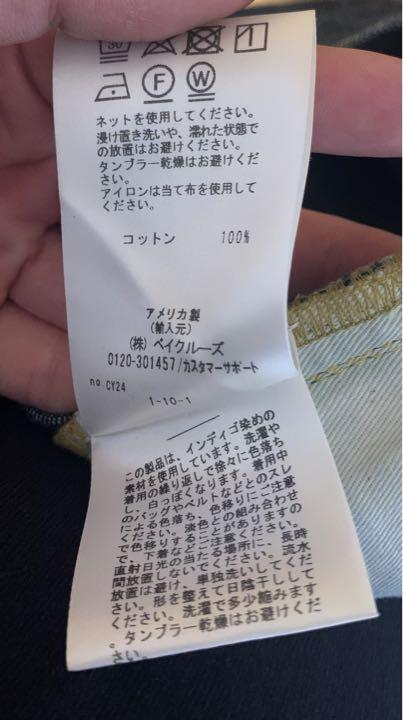 30
F W
ネットを使用してください。
浸け置き洗いや、濡れた状態で
の放置はお避けください。
タンブラー乾燥はお避けくだ
さい。
アイロンは当て布を使用して
ください。
コットン 100%
アメリカ製
(輸入元)
(株) ベイクルーズ
0120-301457/カスタマーサポート
no CY24
1-10-1
この製品は、インディゴ染めの
素材を使用しています。洗濯や
着用の繰り返しで徐々に色落ち
し、白っぽくなります。着用中
のバッグやベルトなどとのスレ
による色落ち、色移りにご注意
ください。淡色との組み合わせ
で色移りすることがありますの
で、下着などご注意ください。
直射日光の当たる場所に、長時
間放置しないでください。流水
放置は避け、単独洗いしてくだ
さい。形を整えて日陰干しして
ください。洗濯で多少縮みます
。タンブラー乾燥はお避けくだ
さい。